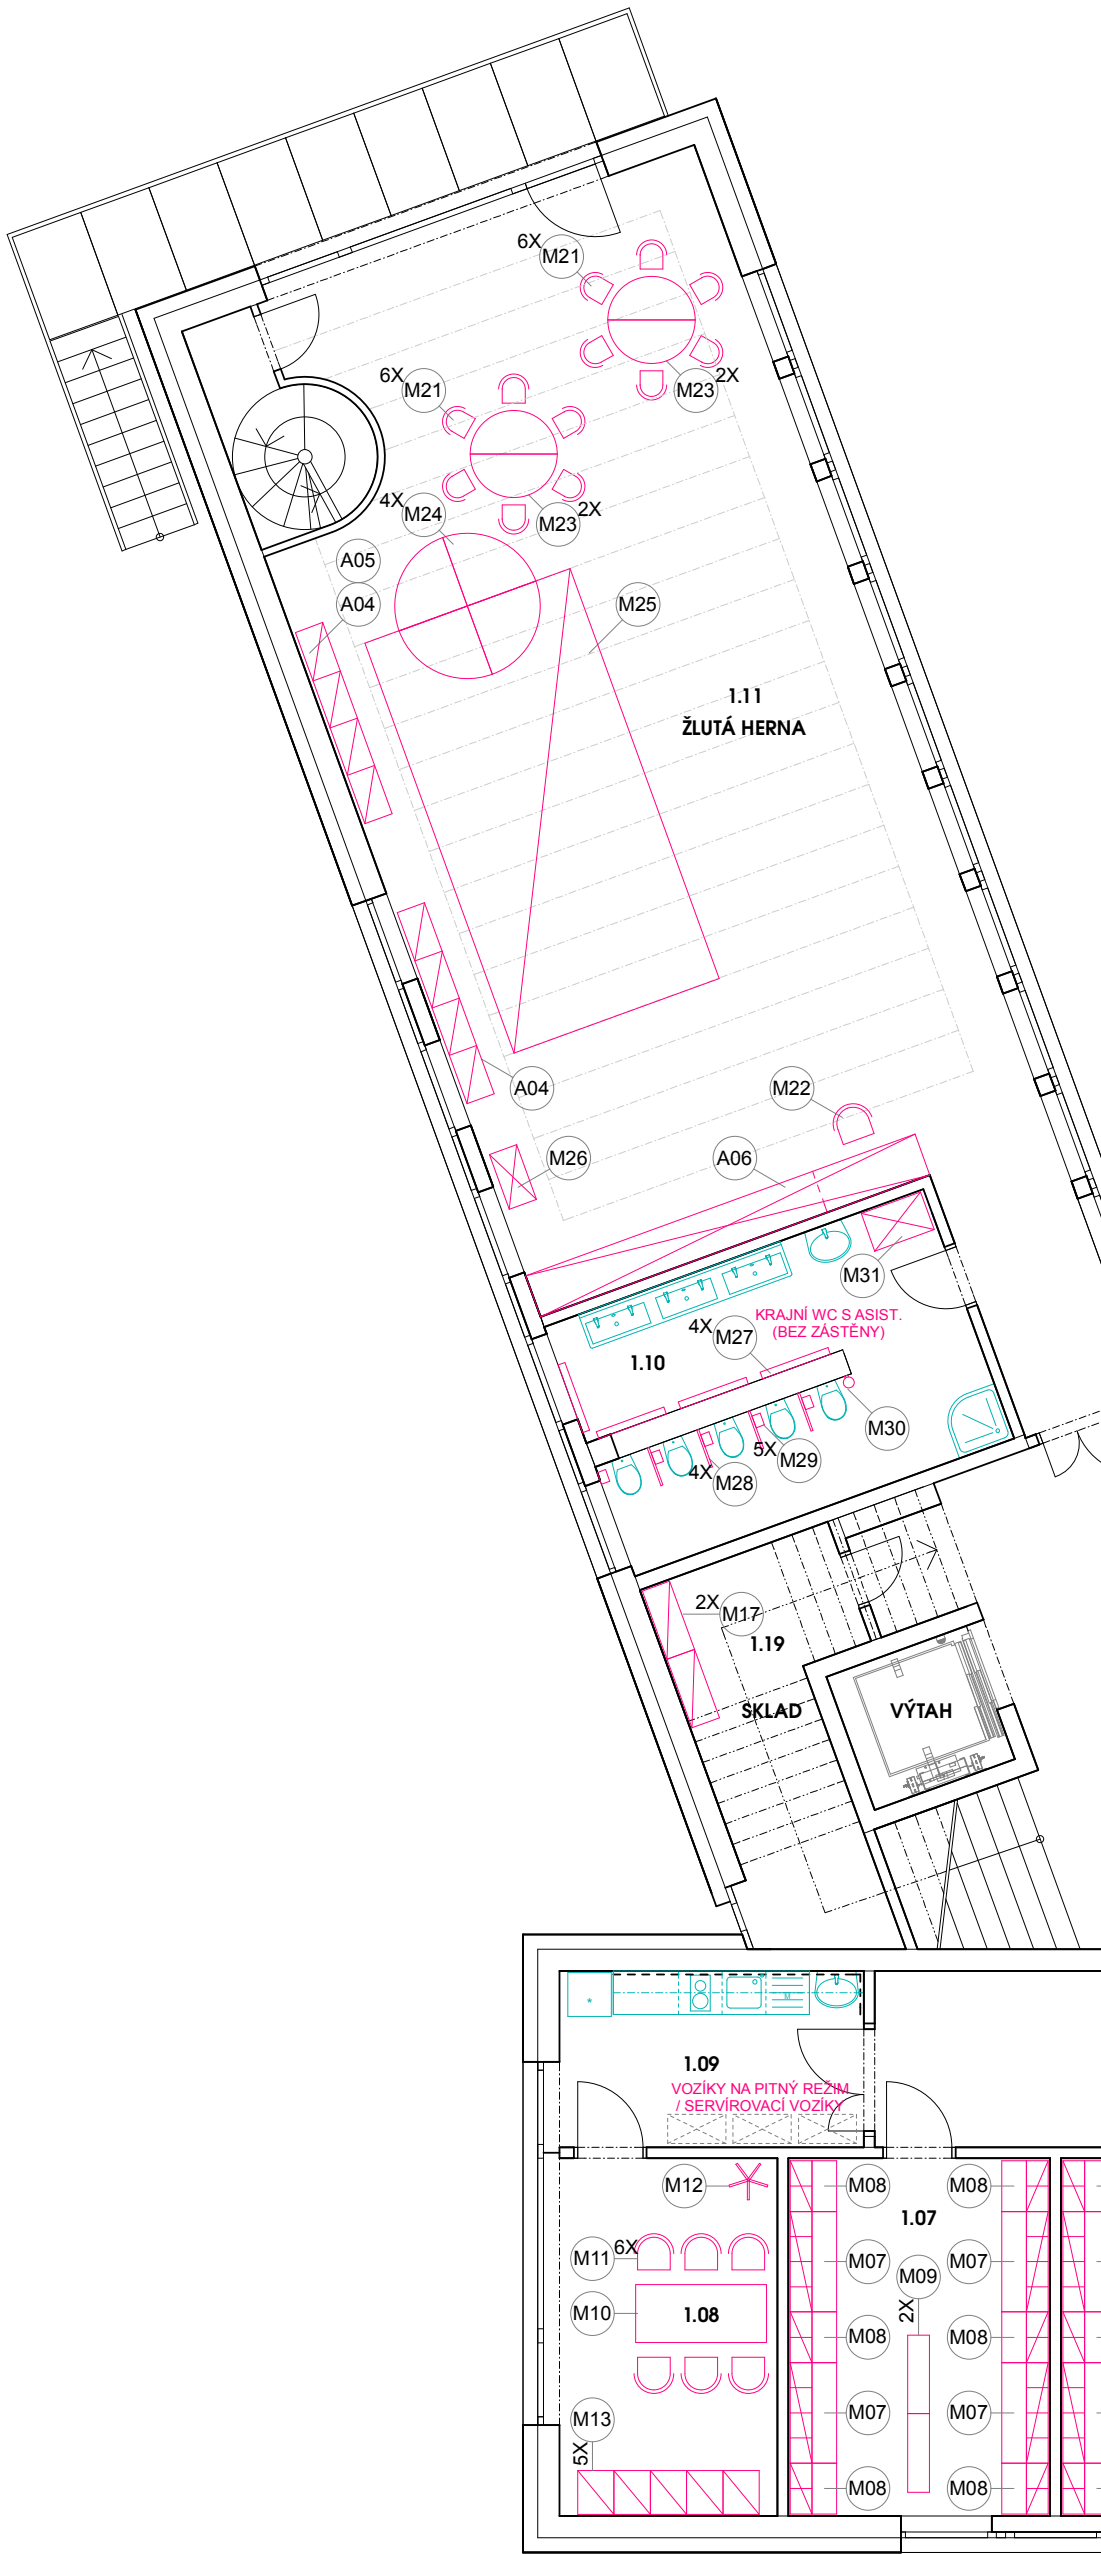 6X
M21
6X
M21
M23
2X
4X
M24
M23
2X
A05
A04
M25
1.11
ŽLUTÁ HERNA
A04
M22
M26
A06
M31
KRAJNÍ WC S ASIST.
(BEZ ZÁSTĚNY)
4X
M27
1.10
M30
5X
M29
4X
M28
2X
M17
1.19
SKLAD
VÝTAH
*
M
1.09
VOZÍKY NA PITNÝ REŽIM
/ SERVÍROVACÍ VOZÍKY
M12
M08
M08
1.07
6X
M11
M07
M09
M07
M10
1.08
2X
M08
M08
M13
5X
M07
M07
M08
M08